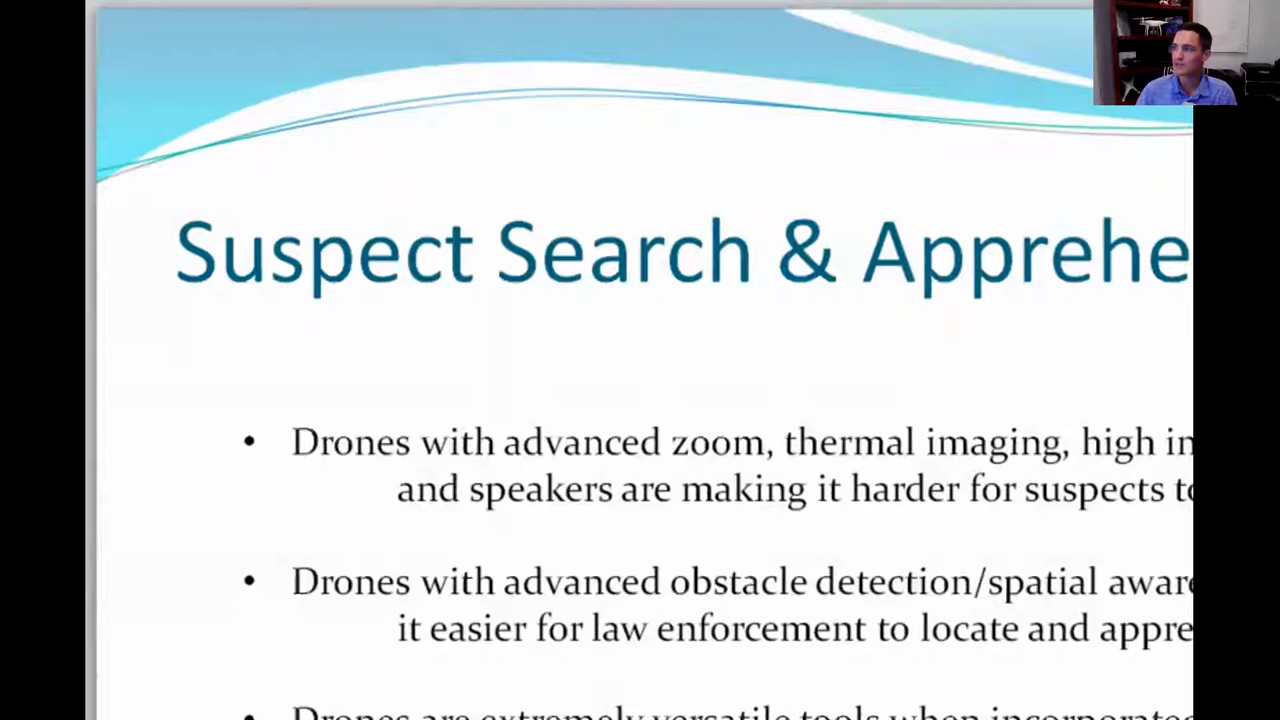 Suspect Search & Apprehe
Drones with advanced zoom, thermal imaging, high in
and speakers are making it harder for suspects to
Drones with advanced obstacle detection/spatial aware
it easier for law enforcement to locate and appre
Drones are extremely versatile tools when incorporated